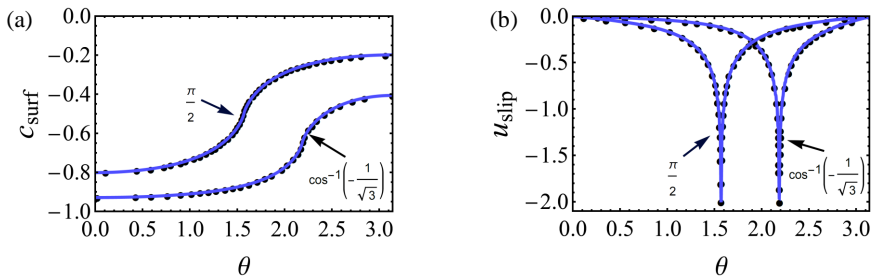 (a)
0.0
−0.2
−0.4
−0.6
−0.8
−1.0
c_surf
π/2
cos⁻¹(−1/√3)
0.0 0.5 1.0 1.5 2.0 2.5 3.0
θ
(b)
0.0
−0.5
−1.0
−1.5
−2.0
u_slip
π/2
cos⁻¹(−1/√3)
0.0 0.5 1.0 1.5 2.0 2.5 3.0
θ